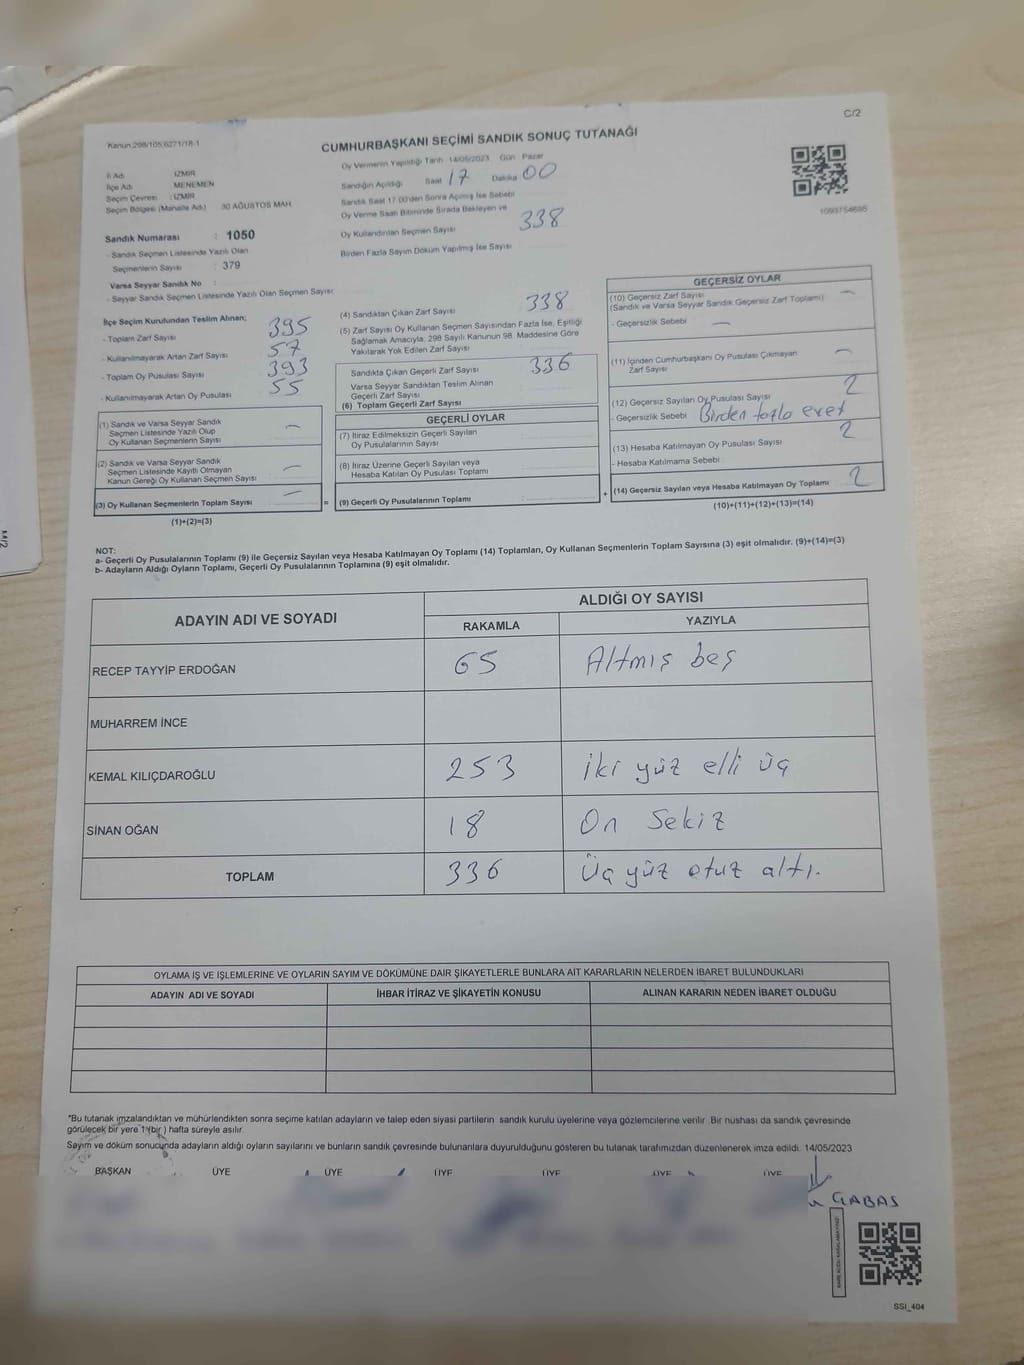 C/2
Kanun:298/105,6271/18-1
CUMHURBAŞKANI SEÇİMİ SANDIK SONUÇ TUTANAĞI
İl Adı : İZMİR
İlçe Adı : MENEMEN
Seçim Çevresi : İZMİR
Seçim Bölgesi (Mahalle Adı) : 30 AĞUSTOS MAH.
Sandık Numarası : 1050
- Sandık Seçmen Listesinde Yazılı Olan
Seçmenlerin Sayısı : 379
Varsa Seyyar Sandık No :
- Seyyar Sandık Seçmen Listesinde Yazılı Olan Seçmen Sayısı:
Oy Vermenin Yapıldığı Tarih 14/05/2023 Gün Pazar
Sandığın Açıldığı Saat 17 Dakika 00
Sandık Saat 17.00'den Sonra Açılmış İse Sebebi
Oy Verme Saati Bitiminde Sırada Bekleyen ve
Oy Kullandırılan Seçmen Sayısı 338
Birden Fazla Sayım Döküm Yapılmış İse Sayısı
İlçe Seçim Kurulundan Teslim Alınan;
- Toplam Zarf Sayısı 395
- Kullanılmayarak Artan Zarf Sayısı 57
- Toplam Oy Pusulası Sayısı 393
- Kullanılmayarak Artan Oy Pusulası 55
(1) Sandık ve Varsa Seyyar Sandık
Seçmen Listesinde Yazılı Olup
Oy Kullanan Seçmenlerin Sayısı —
(2) Sandık ve Varsa Seyyar Sandık
Seçmen Listesinde Kayıtlı Olmayan
Kanun Gereği Oy Kullanan Seçmen Sayısı —
(3) Oy Kullanan Seçmenlerin Toplam Sayısı —
(1)+(2)=(3)
(4) Sandıktan Çıkan Zarf Sayısı 338
(5) Zarf Sayısı Oy Kullanan Seçmen Sayısından Fazla İse, Eşitliği
Sağlamak Amacıyla, 298 Sayılı Kanunun 98. Maddesine Göre
Yakılarak Yok Edilen Zarf Sayısı
Sandıkta Çıkan Geçerli Zarf Sayısı 336
Varsa Seyyar Sandıktan Teslim Alınan
Geçerli Zarf Sayısı
(6) Toplam Geçerli Zarf Sayısı
GEÇERLİ OYLAR
(7) İtiraz Edilmeksizin Geçerli Sayılan
Oy Pusulalarının Sayısı
(8) İtiraz Üzerine Geçerli Sayılan veya
Hesaba Katılan Oy Pusulası Toplamı
= (9) Geçerli Oy Pusulalarının Toplamı
GEÇERSİZ OYLAR
(10) Geçersiz Zarf Sayısı —
(Sandık ve Varsa Seyyar Sandık Geçersiz Zarf Toplamı)
- Geçersizlik Sebebi —
(11) İçinden Cumhurbaşkanı Oy Pusulası Çıkmayan
Zarf Sayısı —
(12) Geçersiz Sayılan Oy Pusulası Sayısı 2
- Geçersizlik Sebebi Birden fazla evet
(13) Hesaba Katılmayan Oy Pusulası Sayısı 2
- Hesaba Katılmama Sebebi
+ (14) Geçersiz Sayılan veya Hesaba Katılmayan Oy Toplamı 2
(10)+(11)+(12)+(13)=(14)
NOT:
a- Geçerli Oy Pusulalarının Toplamı (9) ile Geçersiz Sayılan veya Hesaba Katılmayan Oy Toplamı (14) Toplamları, Oy Kullanan Seçmenlerin Toplam Sayısına (3) eşit olmalıdır. (9)+(14)=(3)
b- Adayların Aldığı Oyların Toplamı, Geçerli Oy Pusulalarının Toplamına (9) eşit olmalıdır.
ADAYIN ADI VE SOYADI ALDIĞI OY SAYISI
RAKAMLA YAZIYLA
RECEP TAYYİP ERDOĞAN 65 Altmış beş
MUHARREM İNCE
KEMAL KILIÇDAROĞLU 253 iki yüz elli üç
SİNAN OĞAN 18 On Sekiz
TOPLAM 336 Üç yüz otuz altı.
OYLAMA İŞ VE İŞLEMLERİNE VE OYLARIN SAYIM VE DÖKÜMÜNE DAİR ŞİKAYETLERLE BUNLARA AİT KARARLARIN NELERDEN İBARET BULUNDUKLARI
ADAYIN ADI VE SOYADI İHBAR İTİRAZ VE ŞİKAYETİN KONUSU ALINAN KARARIN NEDEN İBARET OLDUĞU
*Bu tutanak imzalandıktan ve mühürlendikten sonra seçime katılan adayların ve talep eden siyasi partilerin sandık kurulu üyelerine veya gözlemcilerine verilir. Bir nüshası da sandık çevresinde
görülecek bir yere 1 (bir) hafta süreyle asılır.
Sayım ve döküm sonucunda adayların aldığı oyların sayılarını ve bunların sandık çevresinde bulunanlara duyurulduğunu gösteren bu tutanak tarafımızdan düzenlenerek imza edildi. 14/05/2023
BAŞKAN ÜYE ÜYE ÜYE ÜYE ÜYE ÜYE
GABAS
SSI_404